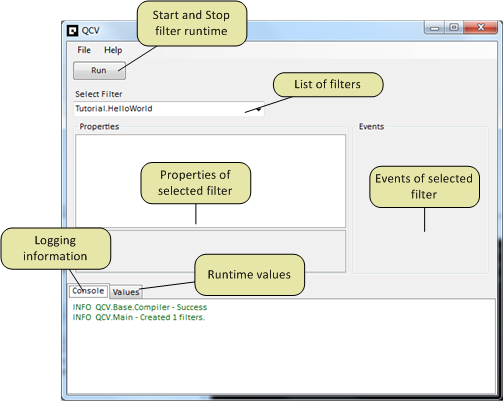 Start and Stop
filter runtime
QCV
File Help
Run
Select Filter
List of filters
Tutorial.HelloWorld
Properties
Events
Properties of
selected filter
Events of selected
filter
Logging
information
Runtime values
Console Values
INFO QCV.Base.Compiler - Success
INFO QCV.Main - Created 1 filters.